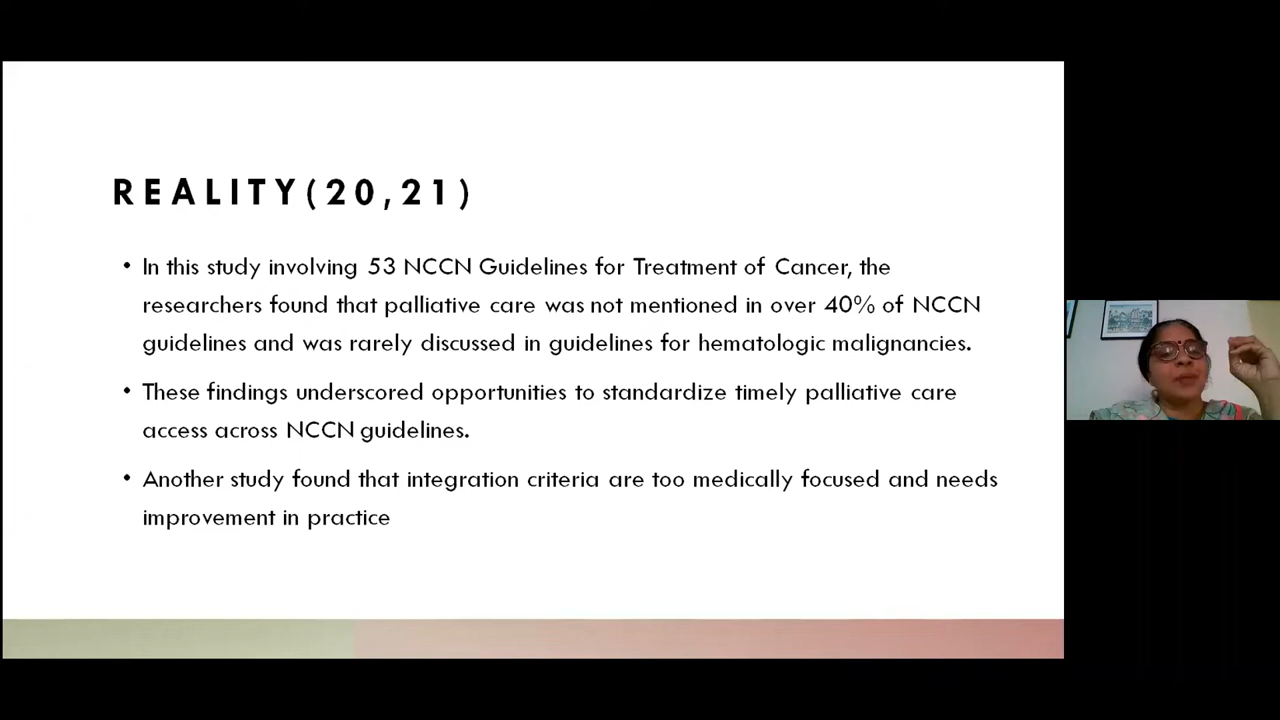 REALITY(20,21)
• In this study involving 53 NCCN Guidelines for Treatment of Cancer, the
researchers found that palliative care was not mentioned in over 40% of NCCN
guidelines and was rarely discussed in guidelines for hematologic malignancies.
• These findings underscored opportunities to standardize timely palliative care
access across NCCN guidelines.
• Another study found that integration criteria are too medically focused and needs
improvement in practice